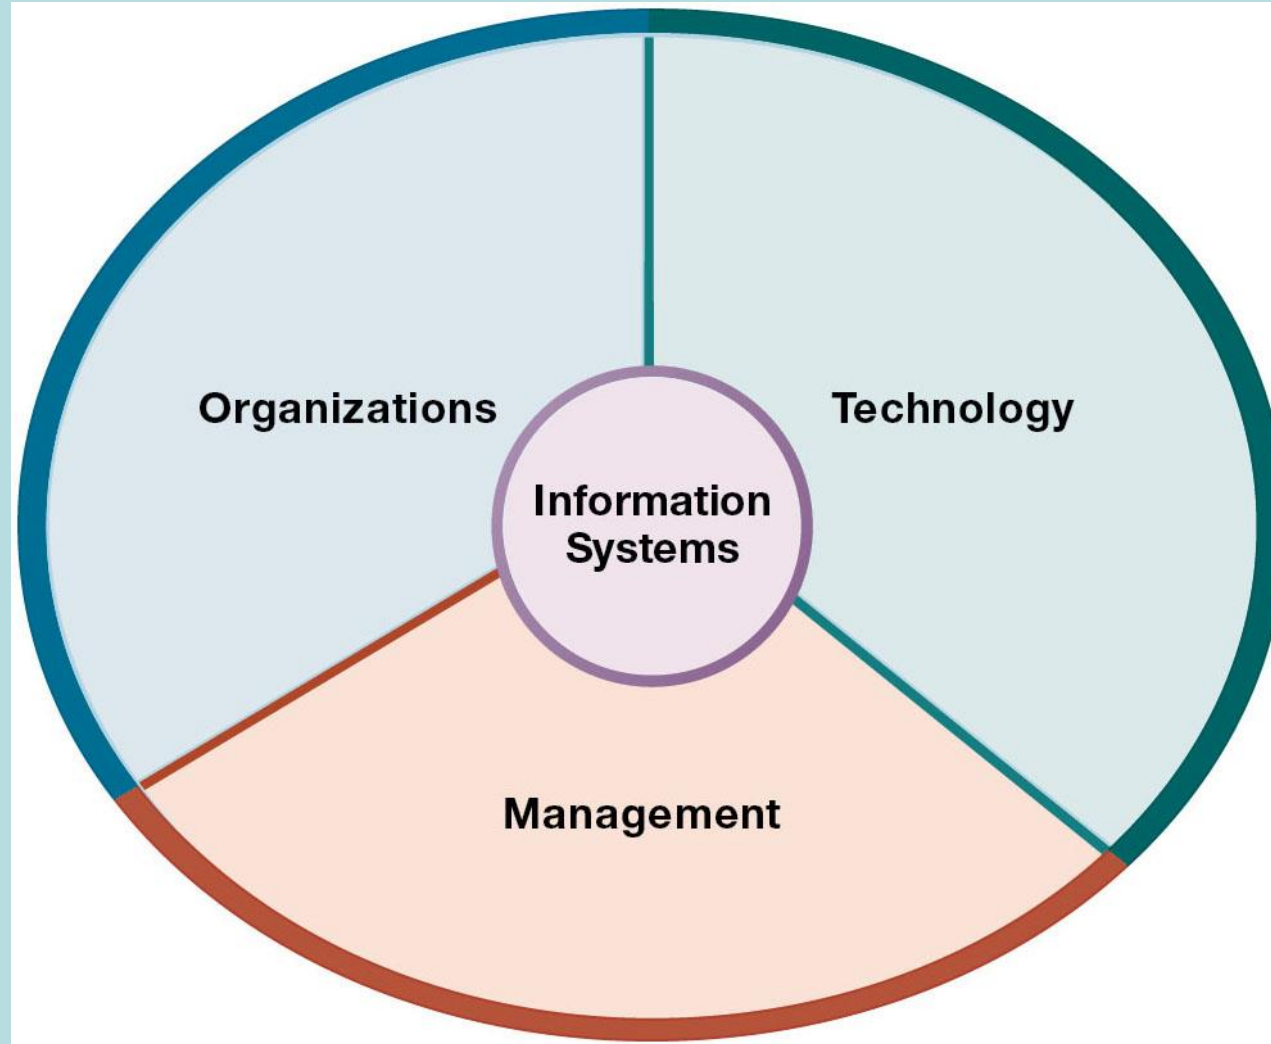 Organizations
Technology
Information
Systems
Management